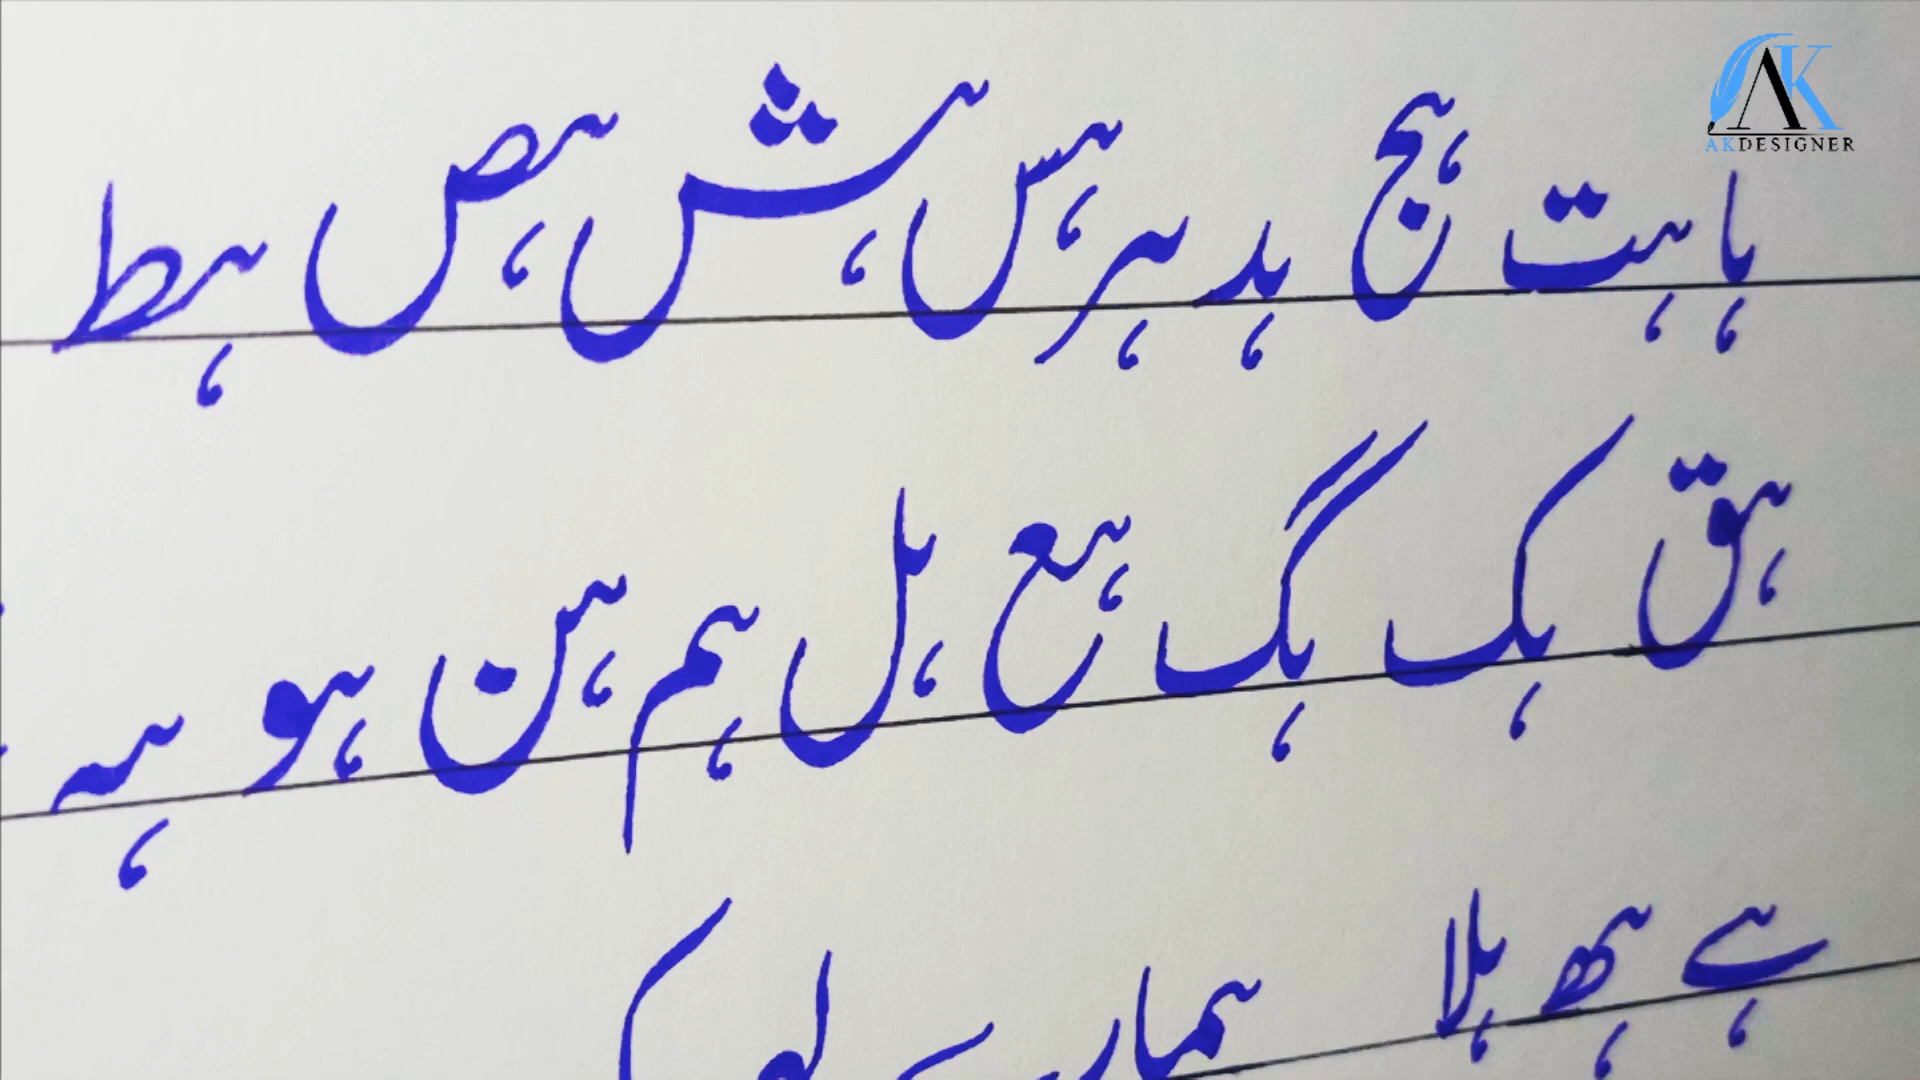 AK
AKDESIGNER
ہا ہت ہج ہد ہر ہس ہش ہص ہط
ہق ہک ہگ ہع ہل ہم ہن ہو ہہ
ہے ہھ ہلا ہمارے